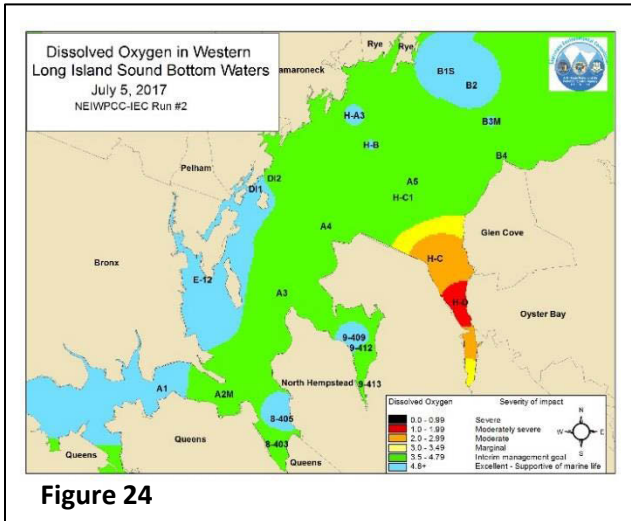 Dissolved Oxygen in Western
Long Island Sound Bottom Waters
July 5, 2017
NEIWPCC-IEC Run #2
Rye
Rye
amaroneck
B1S
B2
H-A3
B3M
H-B
B4
Pelham
DI2
DI1
A5
H-C1
A4
Glen Cove
Bronx
H-C
E-12
A3
H-D
Oyster Bay
9-409
9-412
A1
North Hempstead
9-413
A2M
8-405
Queens
8-403
Queens
Queens
Dissolved Oxygen Severity of impact
0.0 - 0.99 Severe
1.0 - 1.99 Moderately severe
2.0 - 2.99 Moderate
3.0 - 3.49 Marginal
3.5 - 4.79 Interim management goal
4.8+ Excellent - Supportive of marine life
N
W E
S
Figure 24